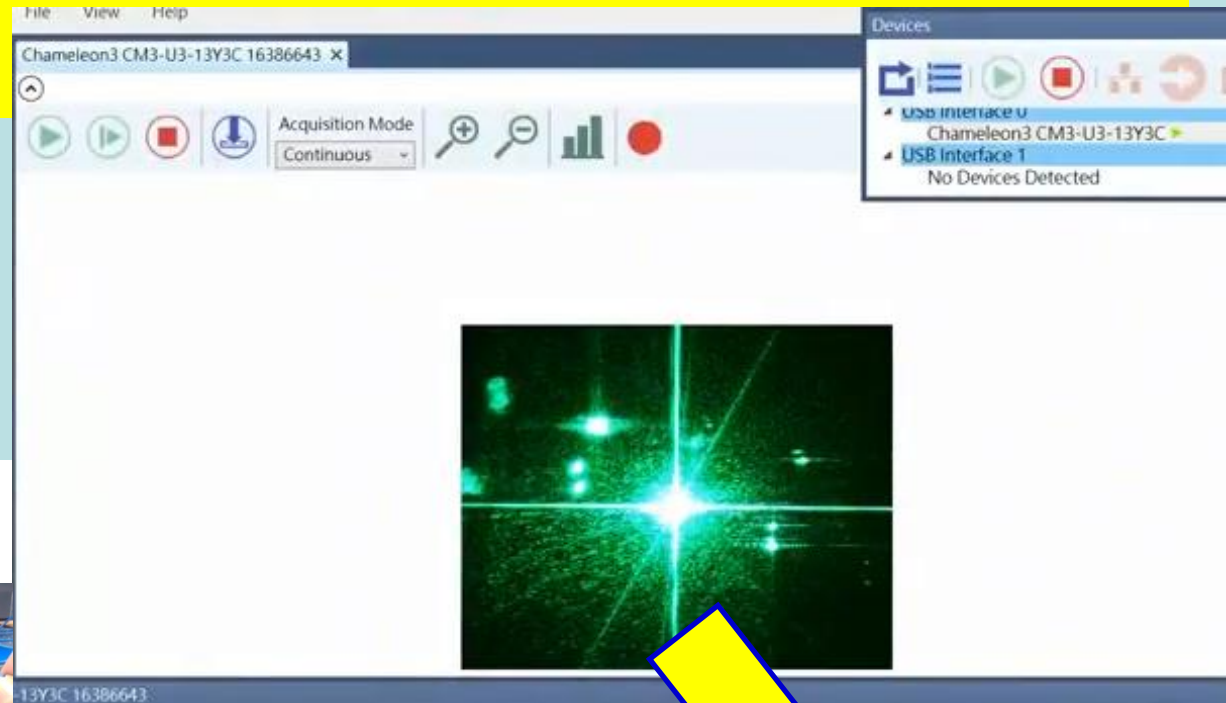 File View Help
Chameleon3 CM3-U3-13Y3C 16386643 ×
Acquisition Mode
Continuous
Devices
USB Interface 0
Chameleon3 CM3-U3-13Y3C
USB Interface 1
No Devices Detected
-13Y3C 16386643